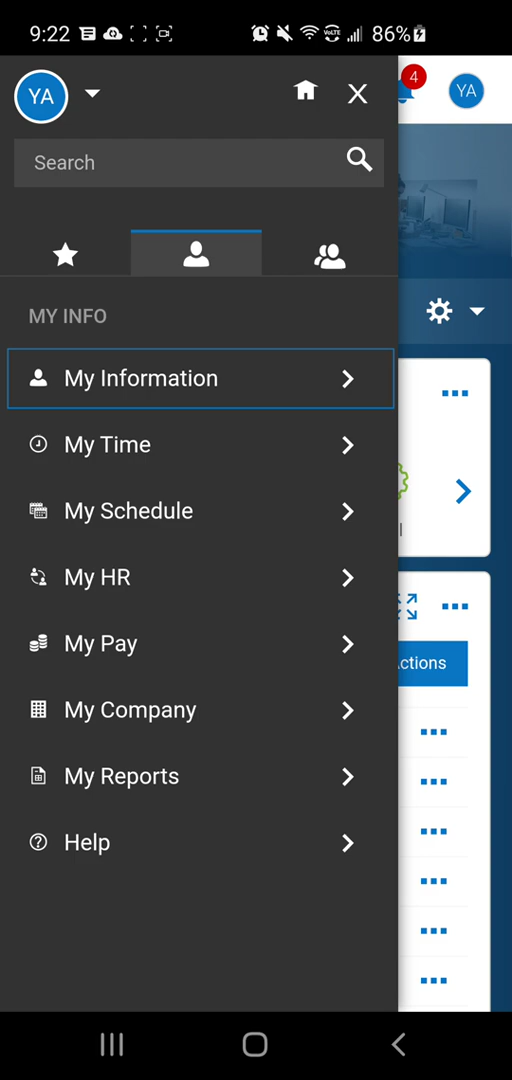 9:22
VoLTE
86%
YA
4
YA
Search
MY INFO
My Information
My Time
My Schedule
My HR
l
My Pay
ctions
My Company
My Reports
Help